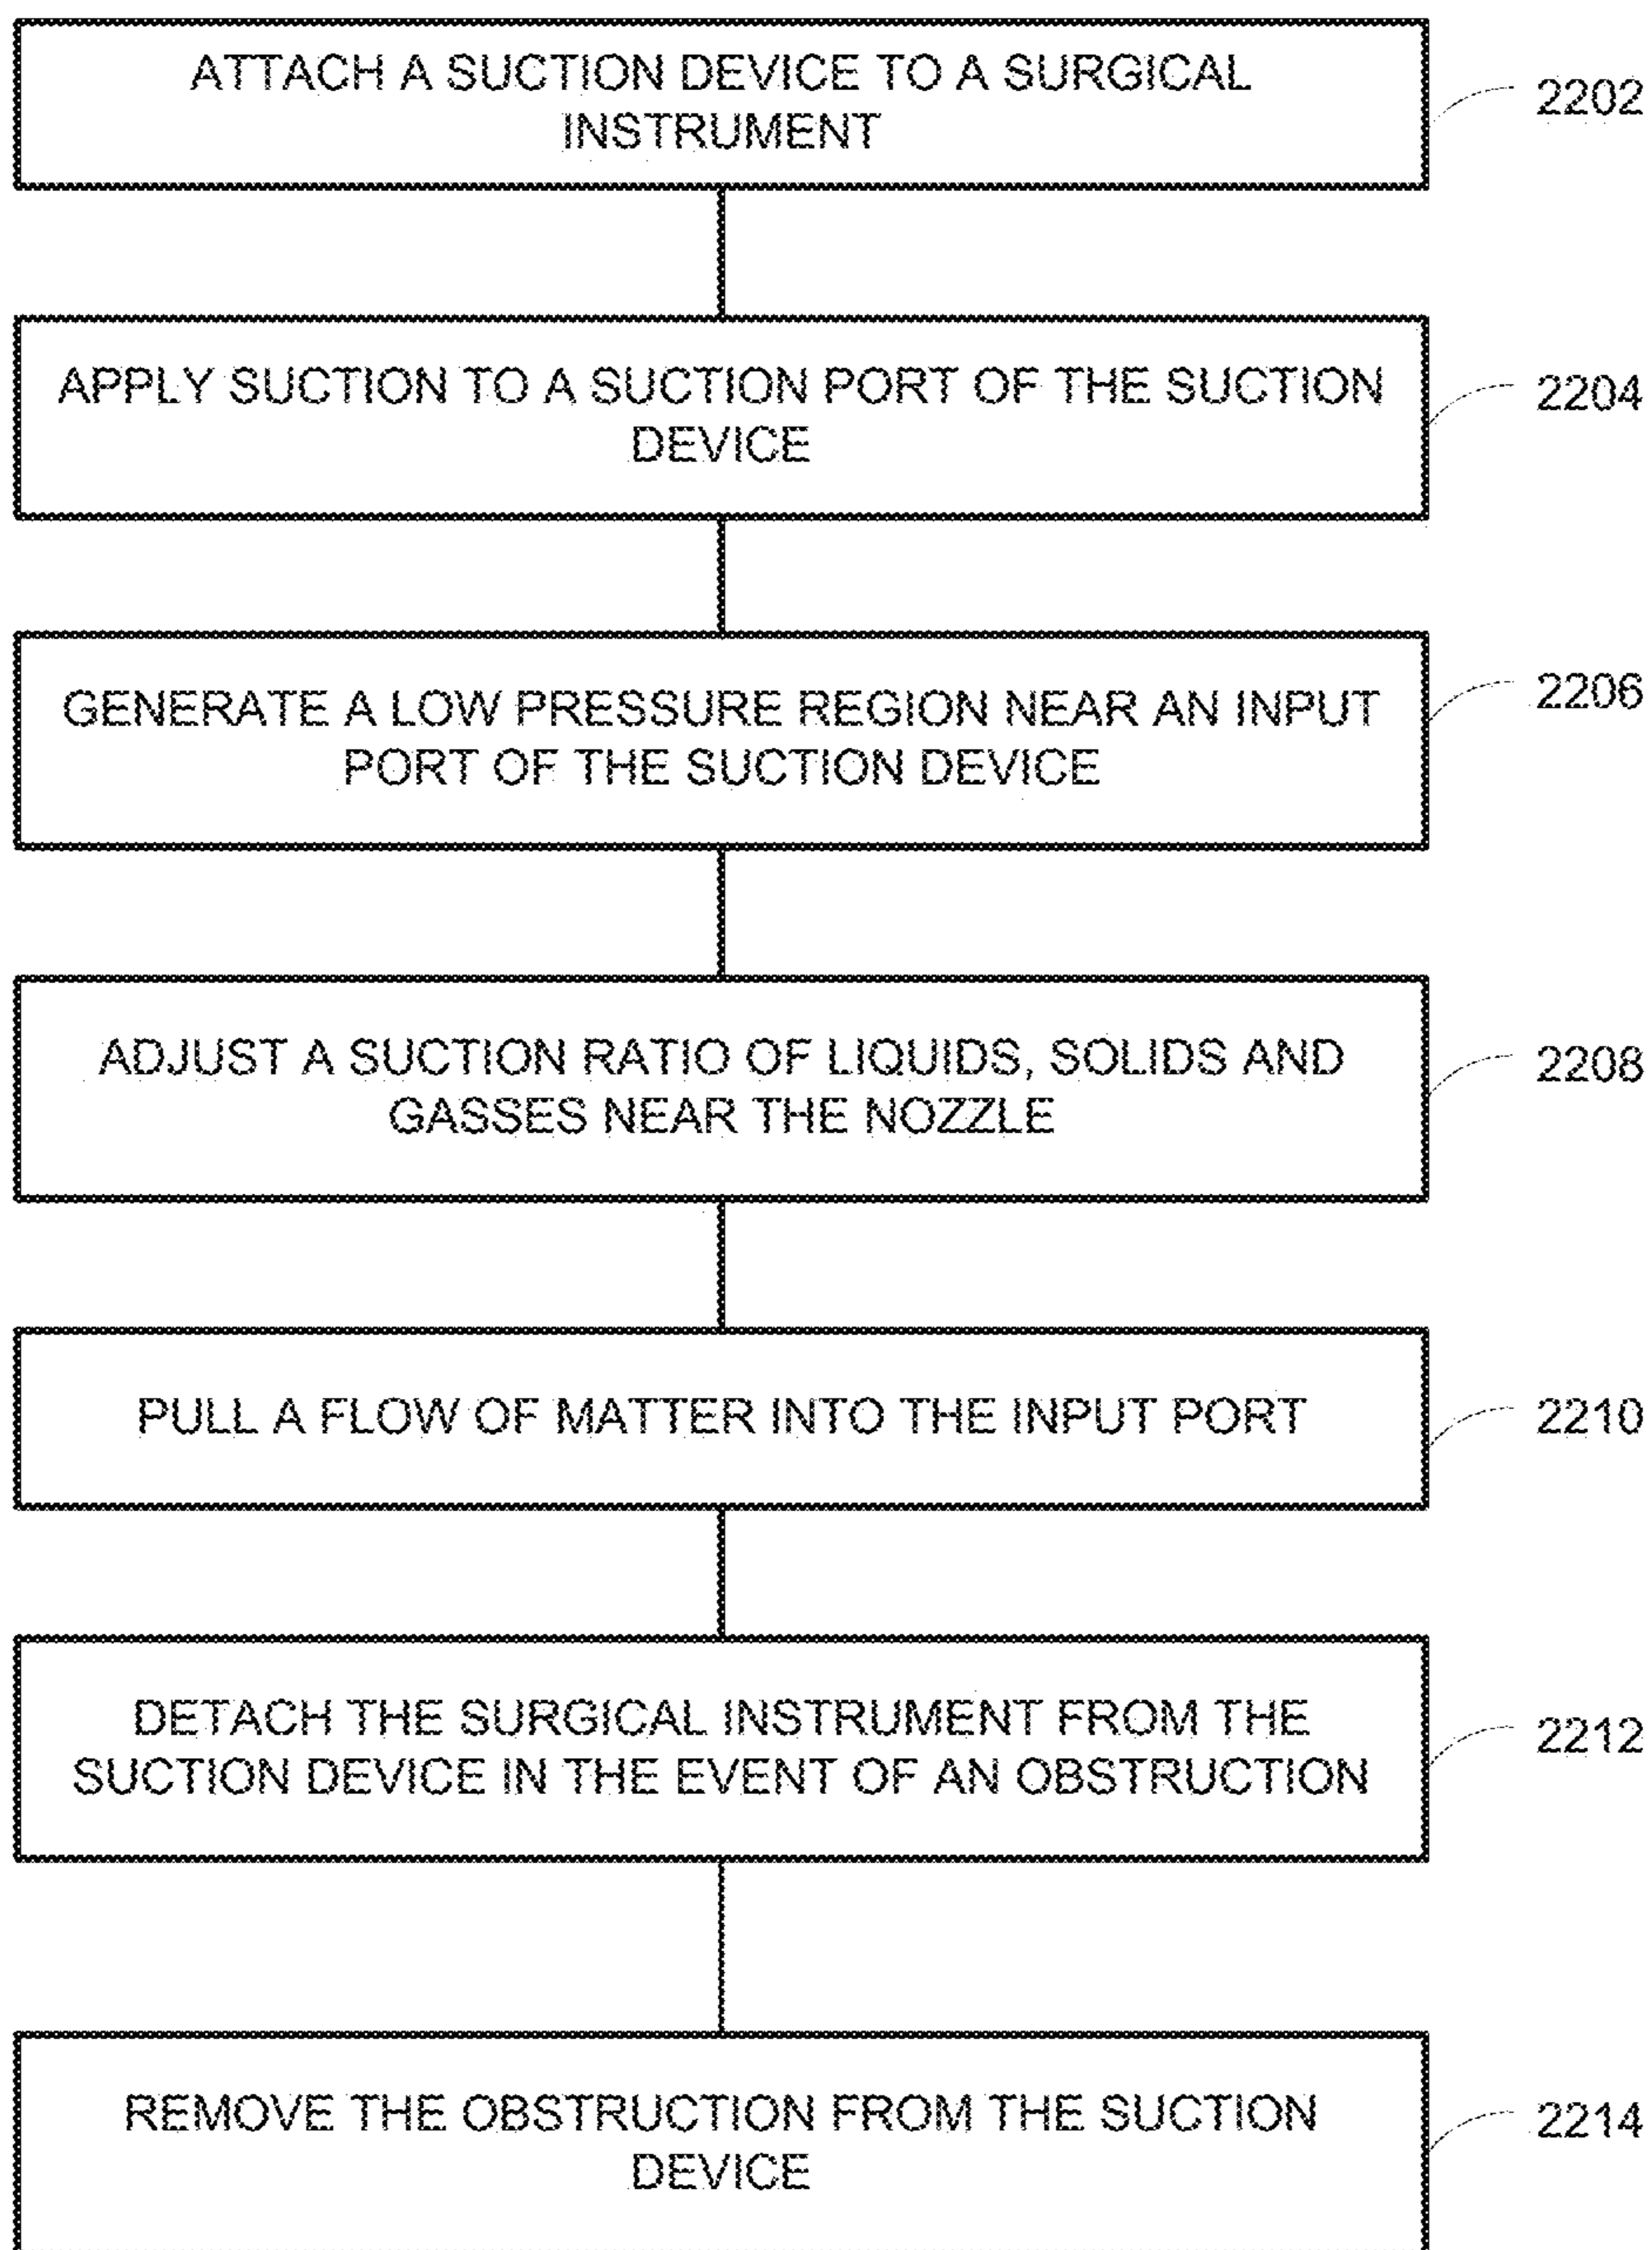 ATTACH A SUCTION DEVICE TO A SURGICAL
INSTRUMENT
2202
APPLY SUCTION TO A SUCTION PORT OF THE SUCTION
DEVICE
2204
GENERATE A LOW PRESSURE REGION NEAR AN INPUT
PORT OF THE SUCTION DEVICE
2206
ADJUST A SUCTION RATIO OF LIQUIDS, SOLIDS AND
GASSES NEAR THE NOZZLE
2208
PULL A FLOW OF MATTER INTO THE INPUT PORT
2210
DETACH THE SURGICAL INSTRUMENT FROM THE
SUCTION DEVICE IN THE EVENT OF AN OBSTRUCTION
2212
REMOVE THE OBSTRUCTION FROM THE SUCTION
DEVICE
2214